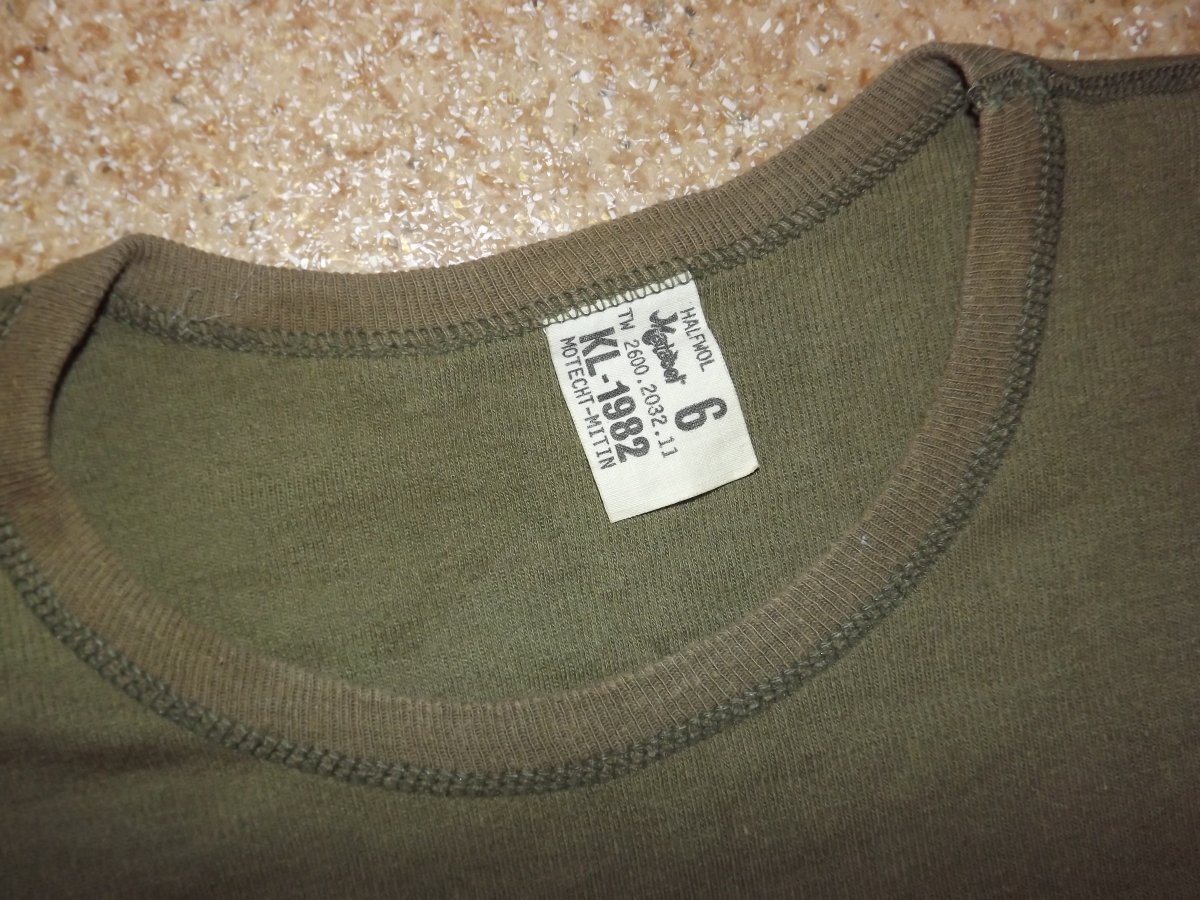 HALFWOL
6
TW 2600.2032.11
KL-1982
MOTECHT-MITIN